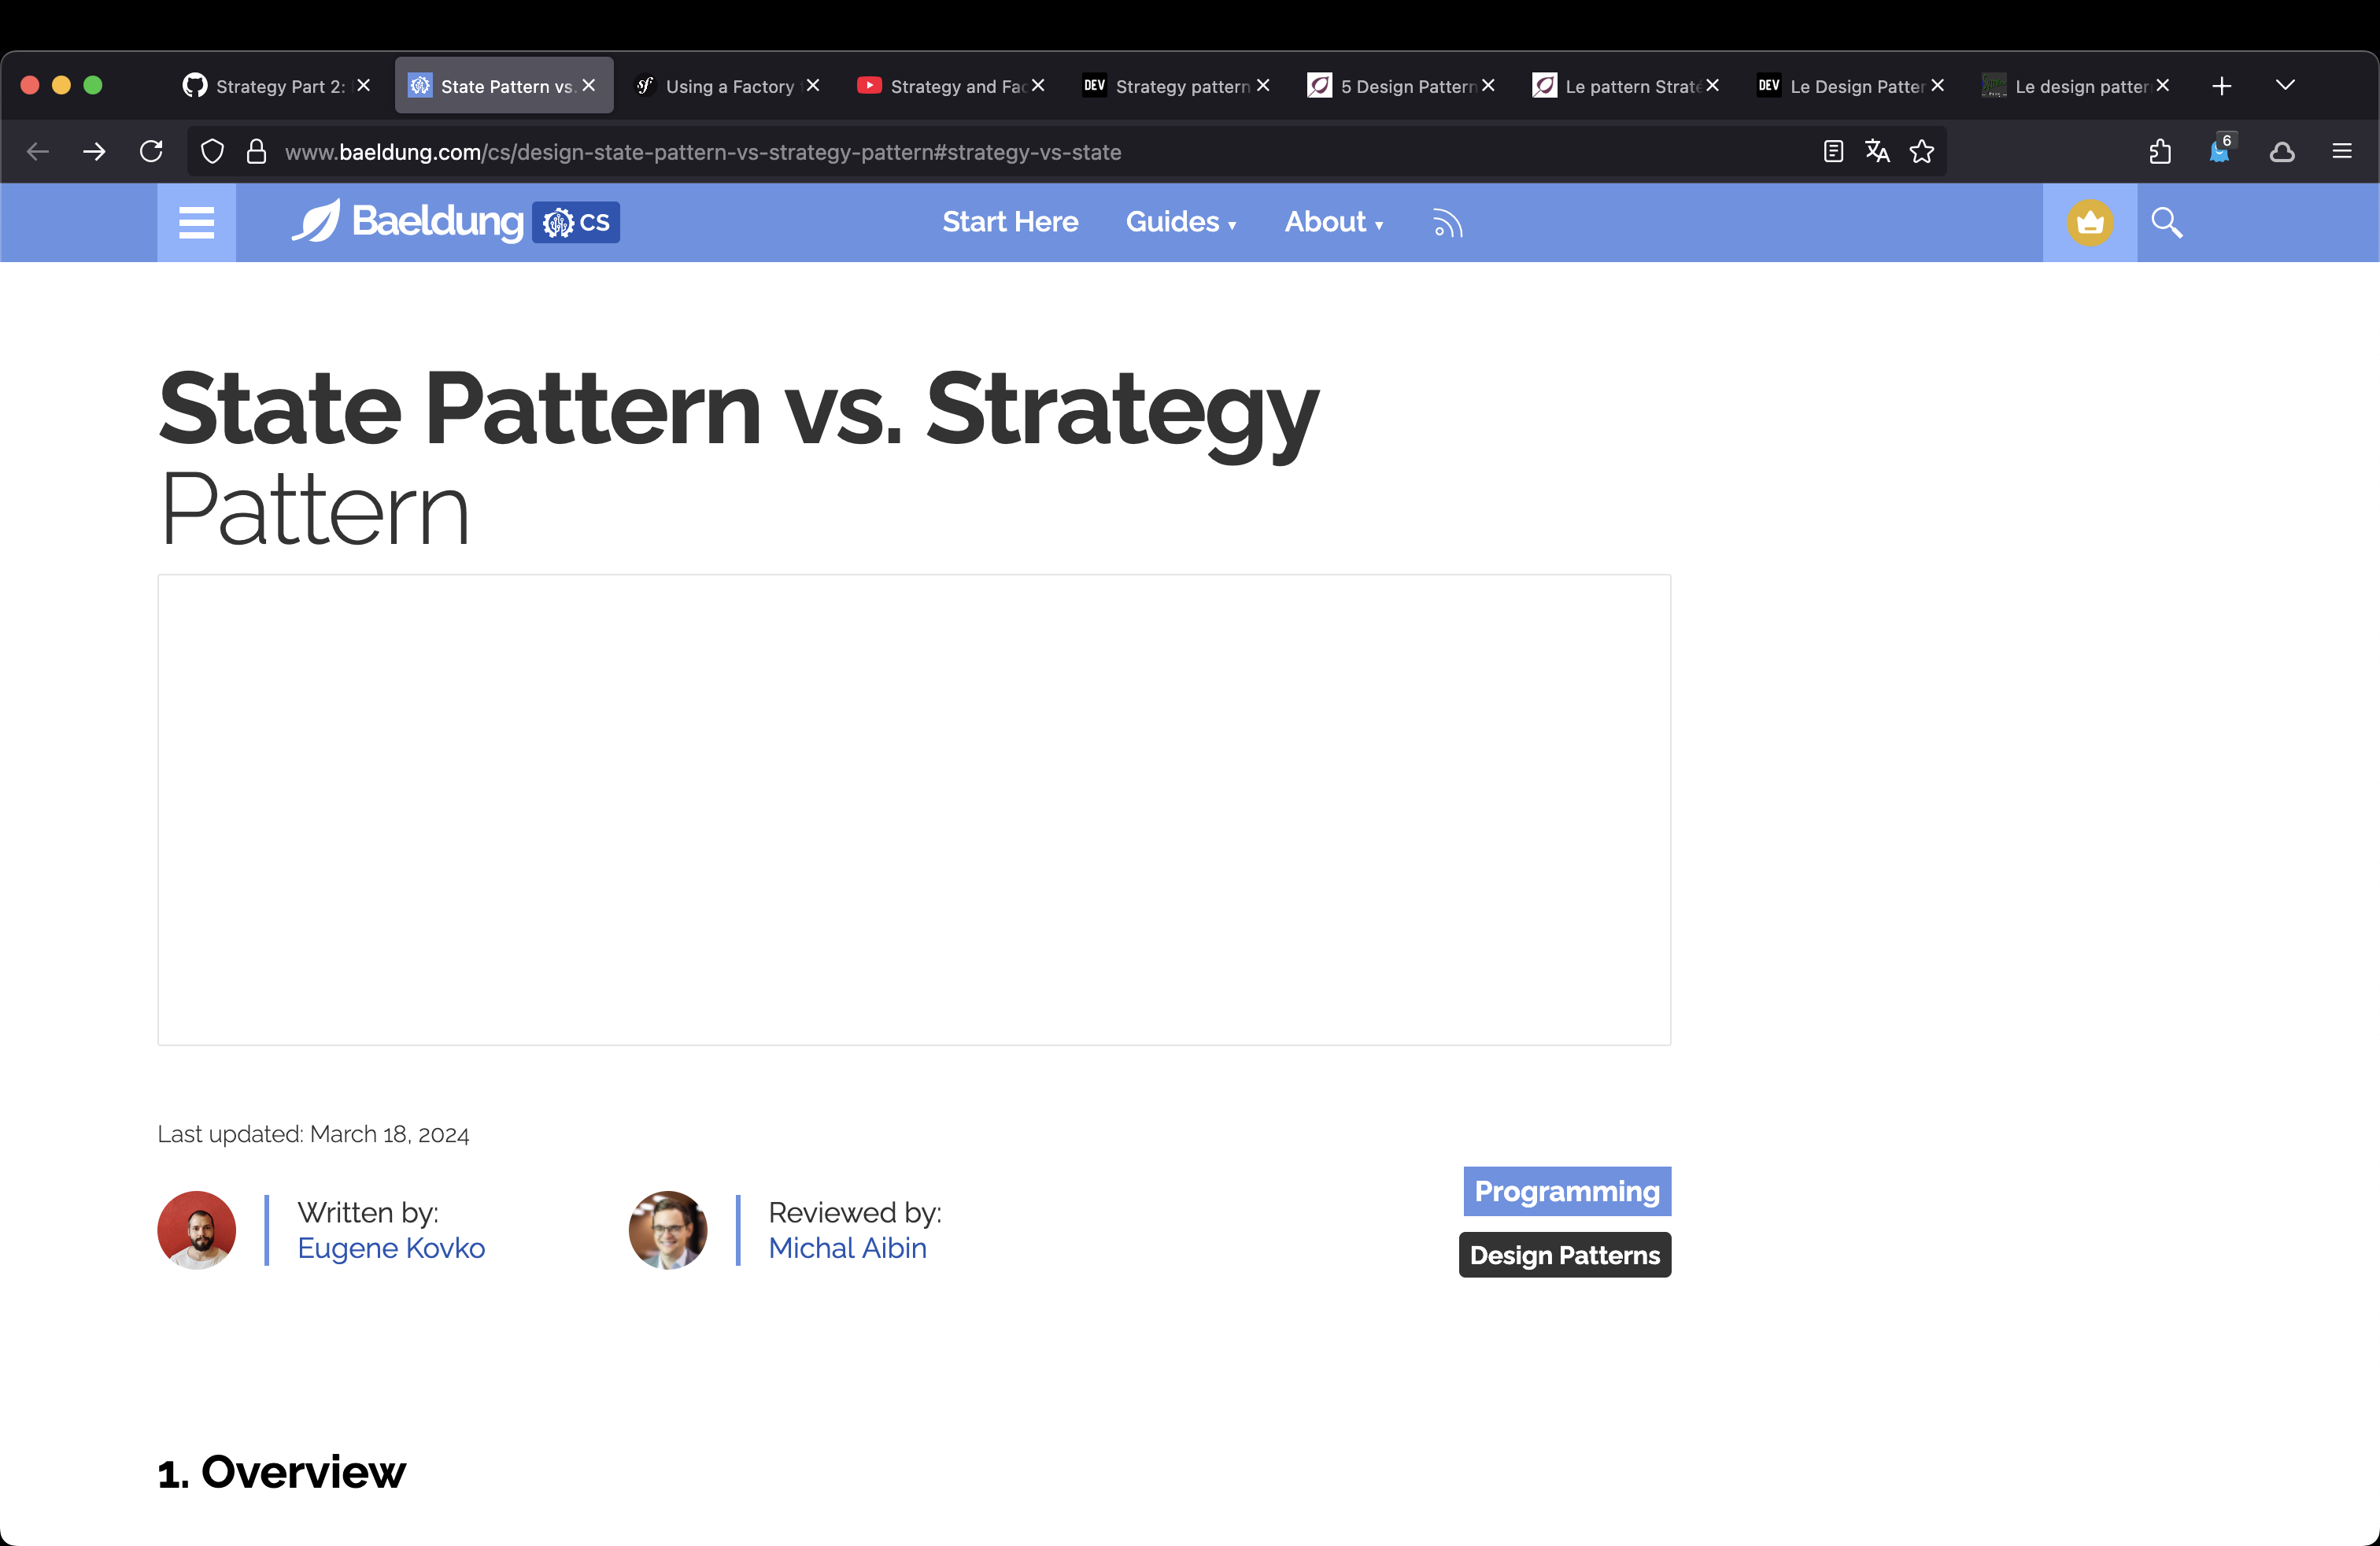 Strategy Part 2:
State Pattern vs.
Using a Factory
Strategy and Fac
DEV Strategy pattern
5 Design Pattern
Le pattern Straté
DEV Le Design Patter
Le design patter
www.baeldung.com/cs/design-state-pattern-vs-strategy-pattern#strategy-vs-state
6
Baeldung CS
Start Here
Guides
About
State Pattern vs. Strategy
Pattern
Last updated: March 18, 2024
Written by:
Eugene Kovko
Reviewed by:
Michal Aibin
Programming
Design Patterns
1. Overview